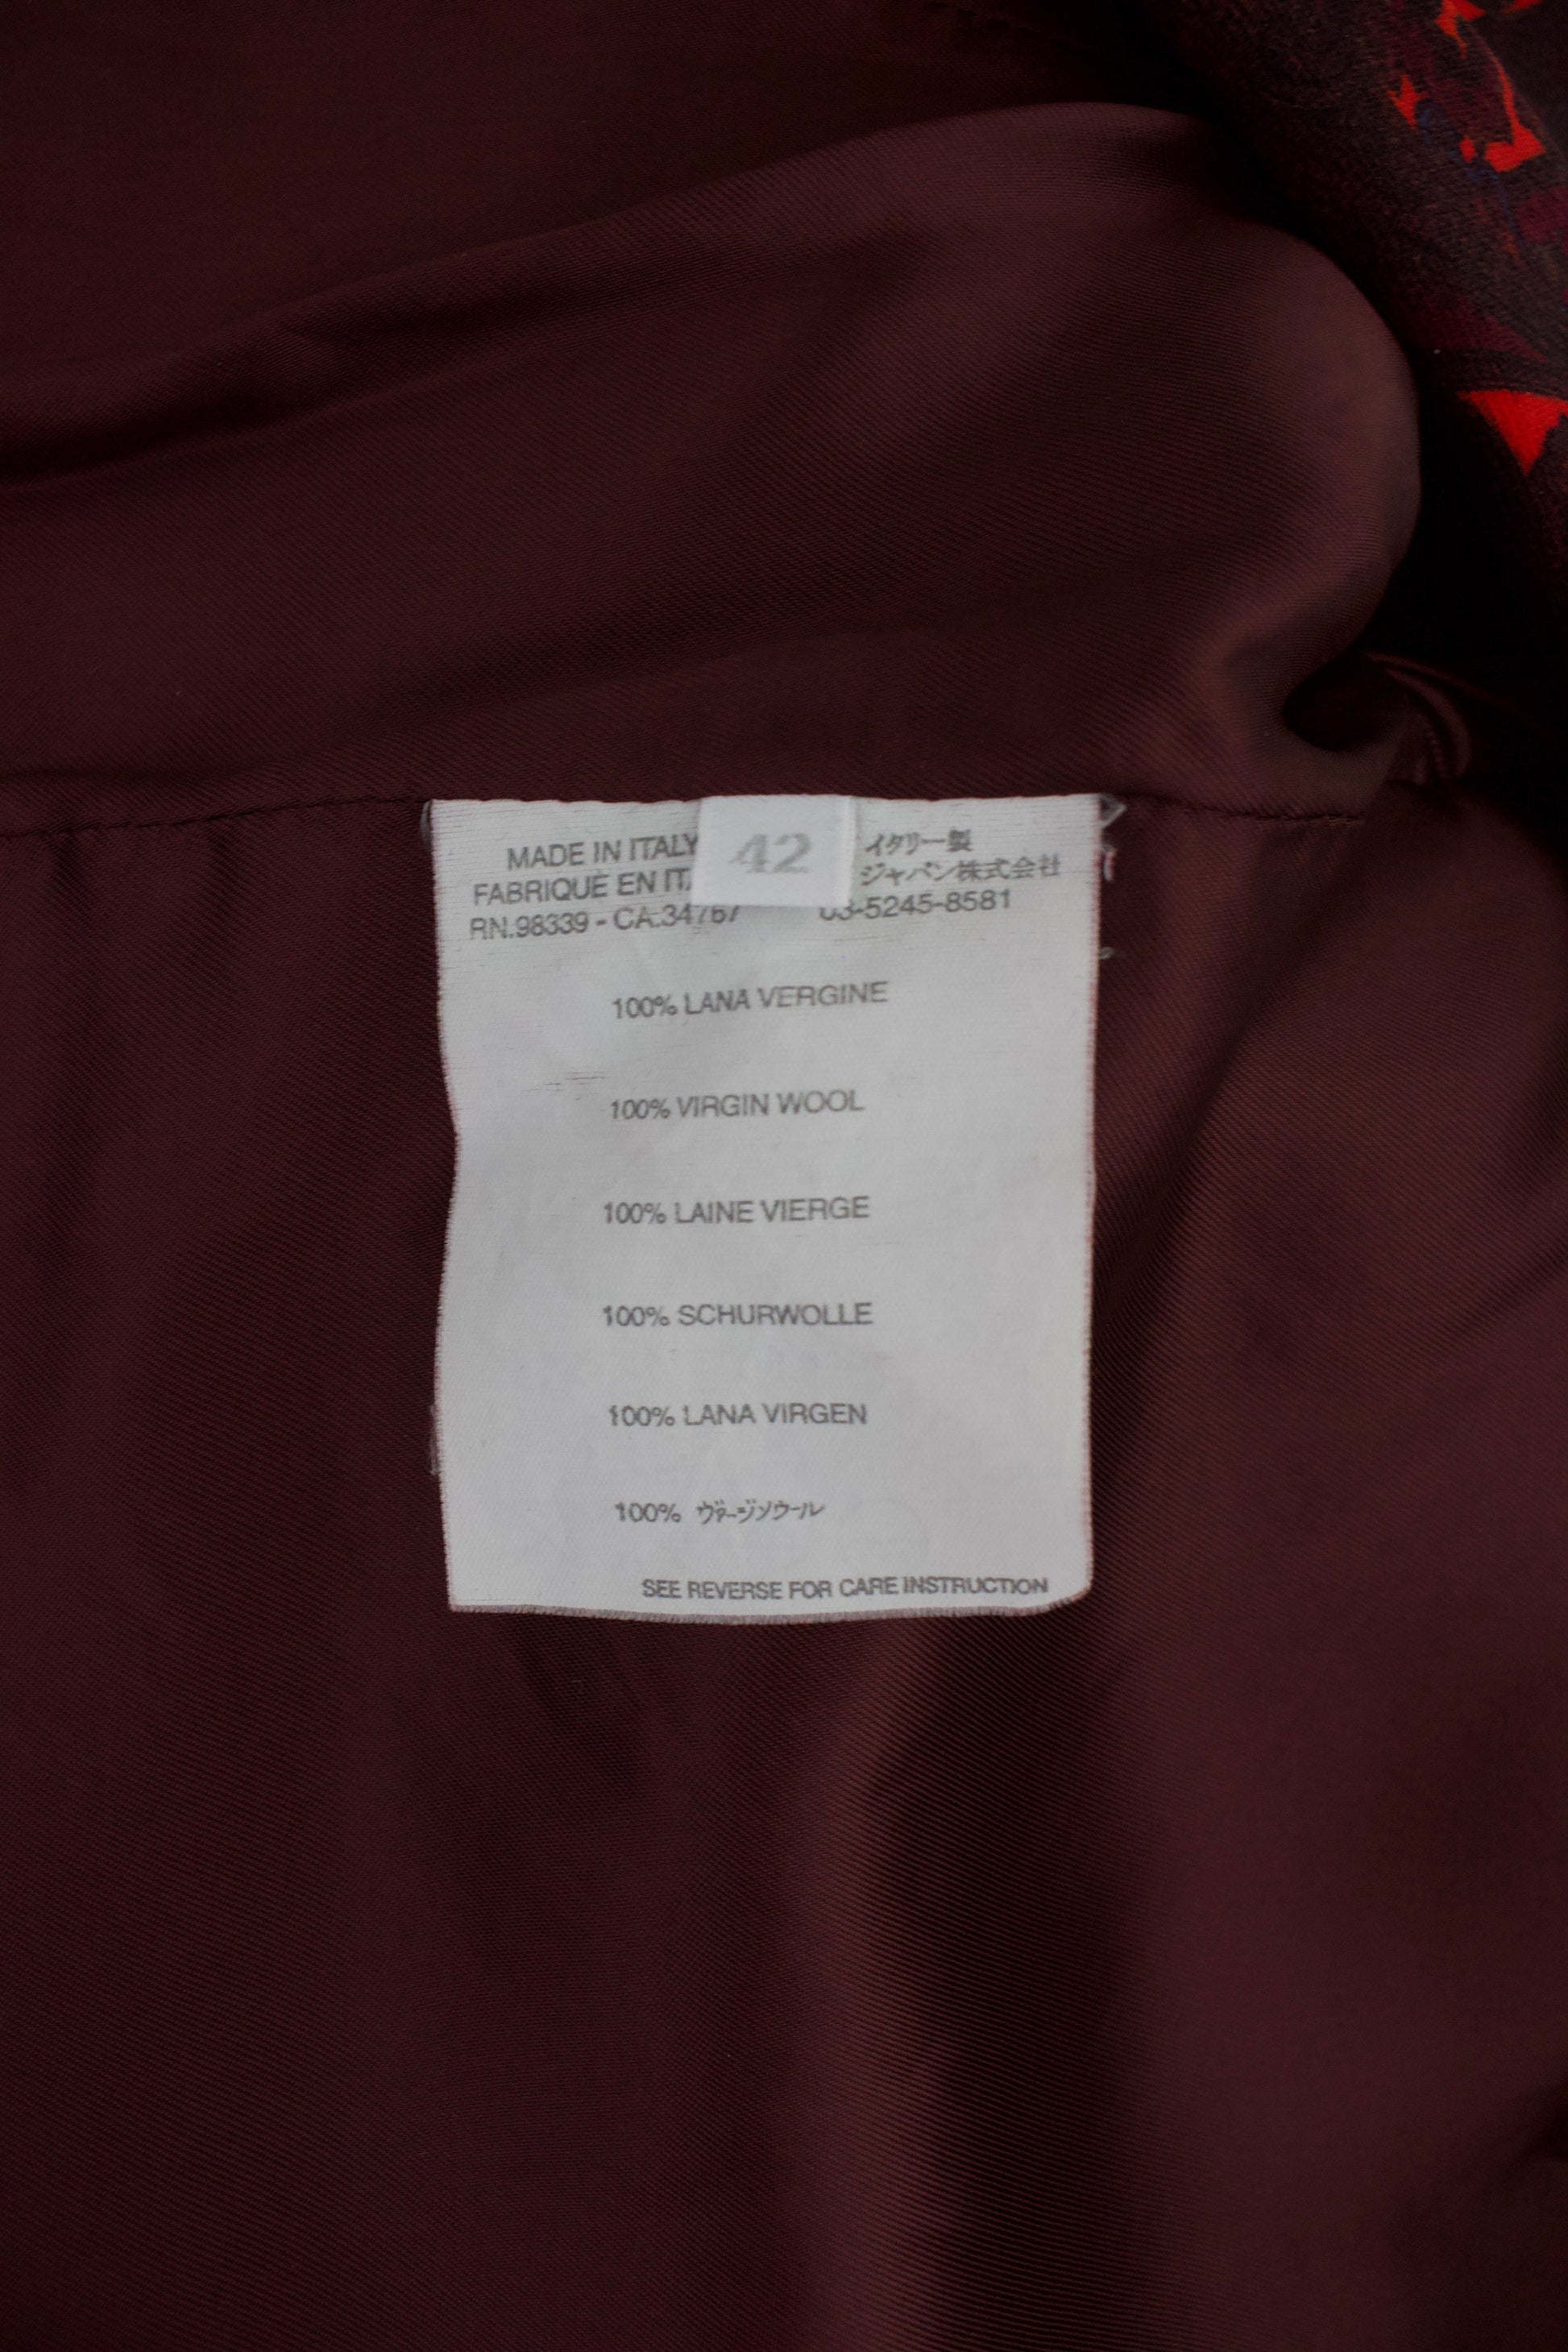 42
MADE IN ITALY イタリー製
FABRIQUÉ EN ジャパン株式会社
RN.98339 - CA.34767 03-5245-8581
100% LANA VERGINE
100% VIRGIN WOOL
100% LAINE VIERGE
100% SCHURWOLLE
100% LANA VIRGEN
100% ヴァージンウール
SEE REVERSE FOR CARE INSTRUCTION